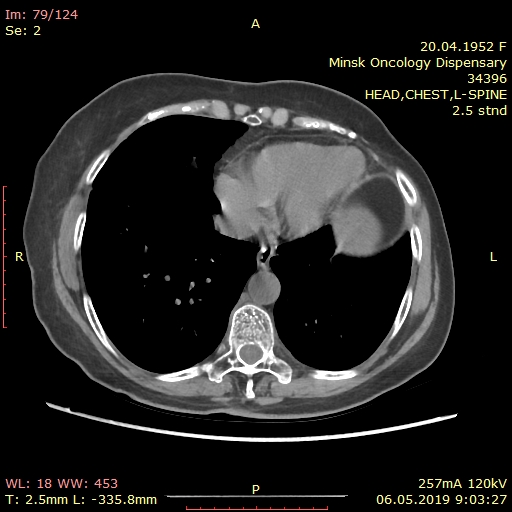 Im: 79/124
Se: 2
A
20.04.1952 F
Minsk Oncology Dispensary
34396
HEAD,CHEST,L-SPINE
2.5 stnd
R
L
WL: 18 WW: 453
T: 2.5mm L: -335.8mm
P
257mA 120kV
06.05.2019 9:03:27